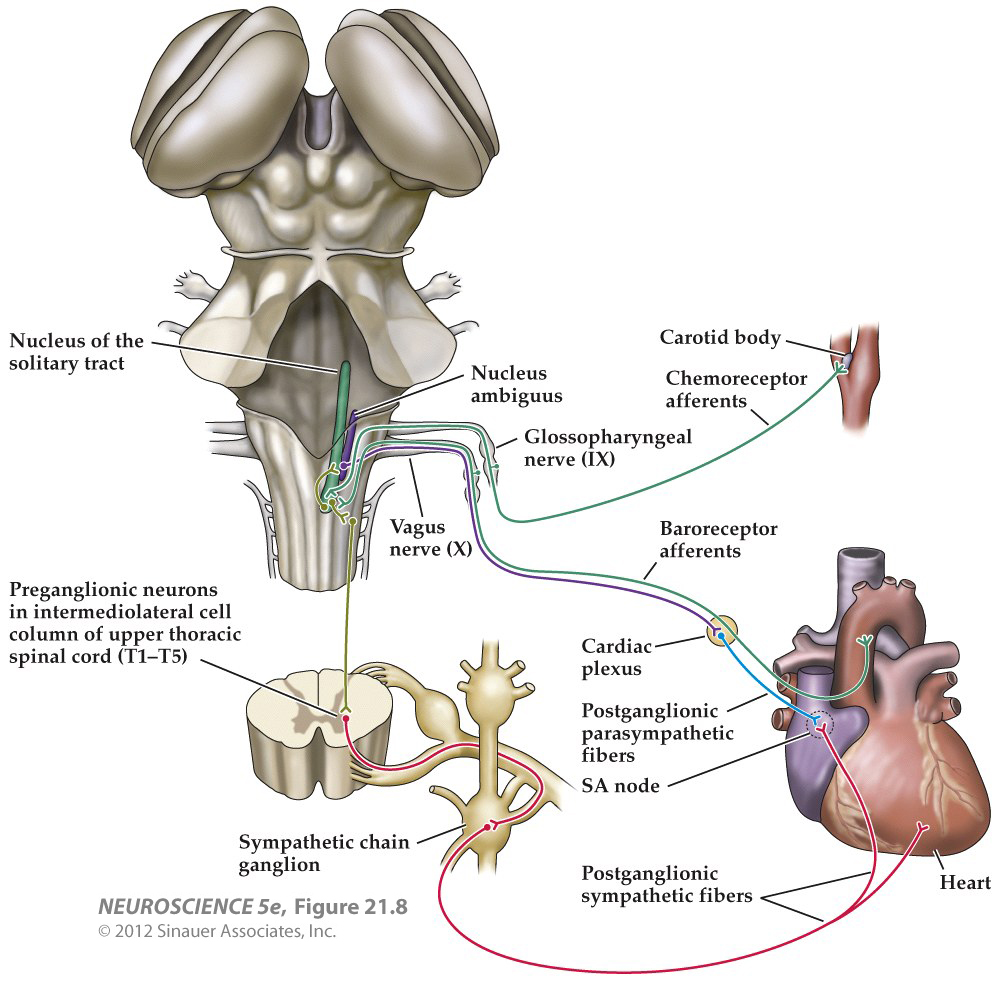 Nucleus of the
solitary tract
Nucleus
ambiguus
Carotid body
Chemoreceptor
afferents
Glossopharyngeal
nerve (IX)
Vagus
nerve (X)
Baroreceptor
afferents
Preganglionic neurons
in intermediolateral cell
column of upper thoracic
spinal cord (T1–T5)
Cardiac
plexus
Postganglionic
parasympathetic
fibers
SA node
Sympathetic chain
ganglion
Postganglionic
sympathetic fibers
Heart
NEUROSCIENCE 5e, Figure 21.8
© 2012 Sinauer Associates, Inc.